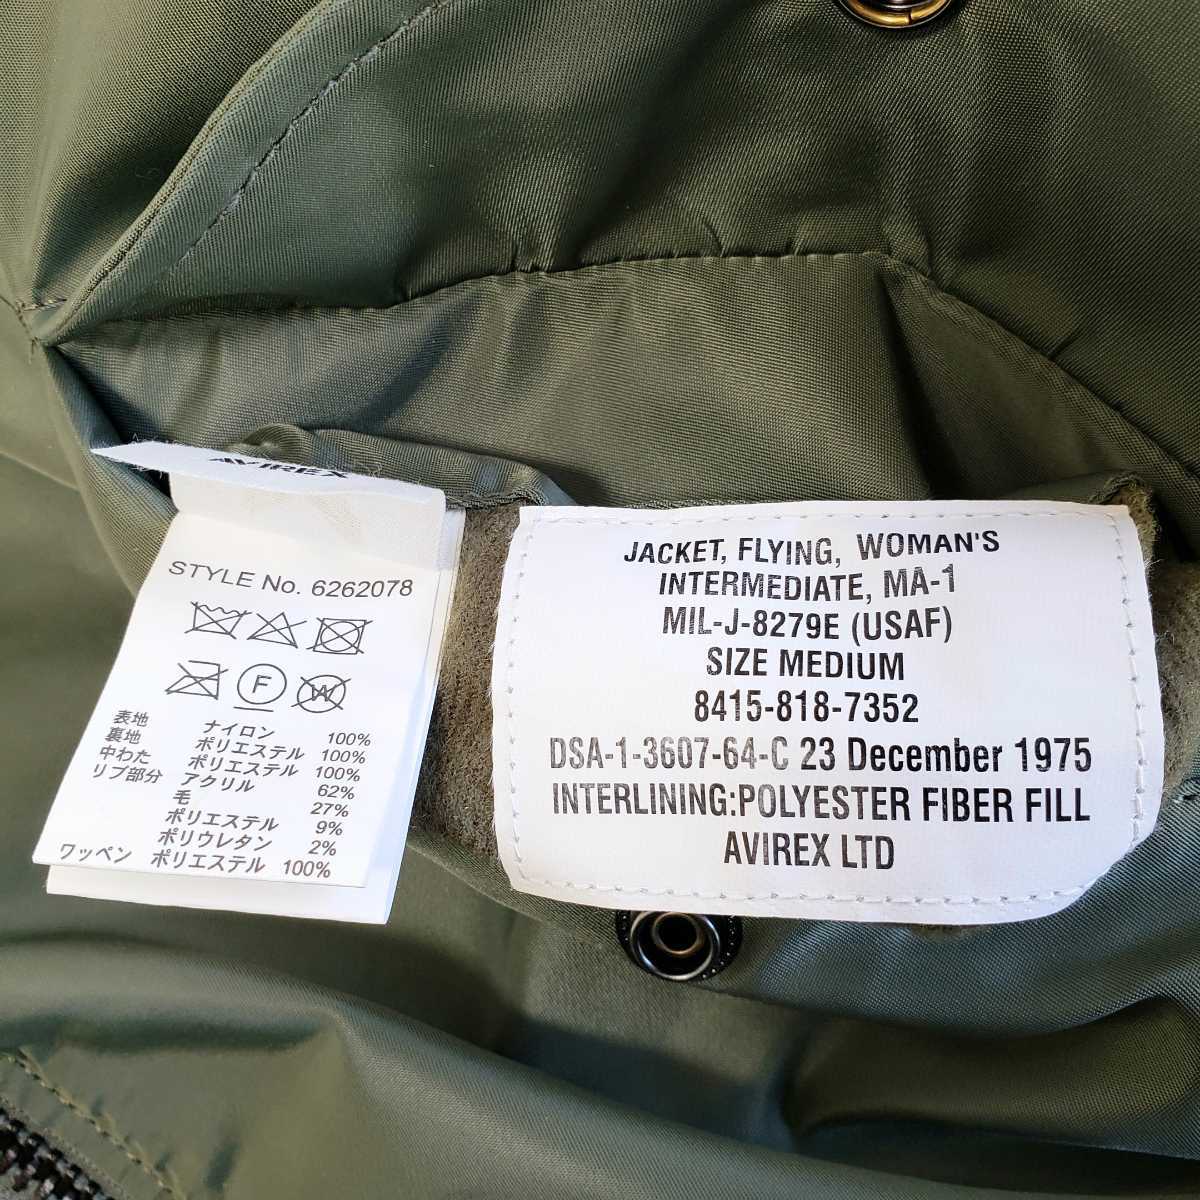 AVIREX
STYLE No. 6262078
F
W
表地 ナイロン 100%
裏地 ポリエステル 100%
中わた ポリエステル 100%
リブ部分 アクリル 62%
毛 27%
ポリエステル 9%
ポリウレタン 2%
ワッペン ポリエステル 100%
JACKET, FLYING, WOMAN'S
INTERMEDIATE, MA-1
MIL-J-8279E (USAF)
SIZE MEDIUM
8415-818-7352
DSA-1-3607-64-C 23 December 1975
INTERLINING:POLYESTER FIBER FILL
AVIREX LTD